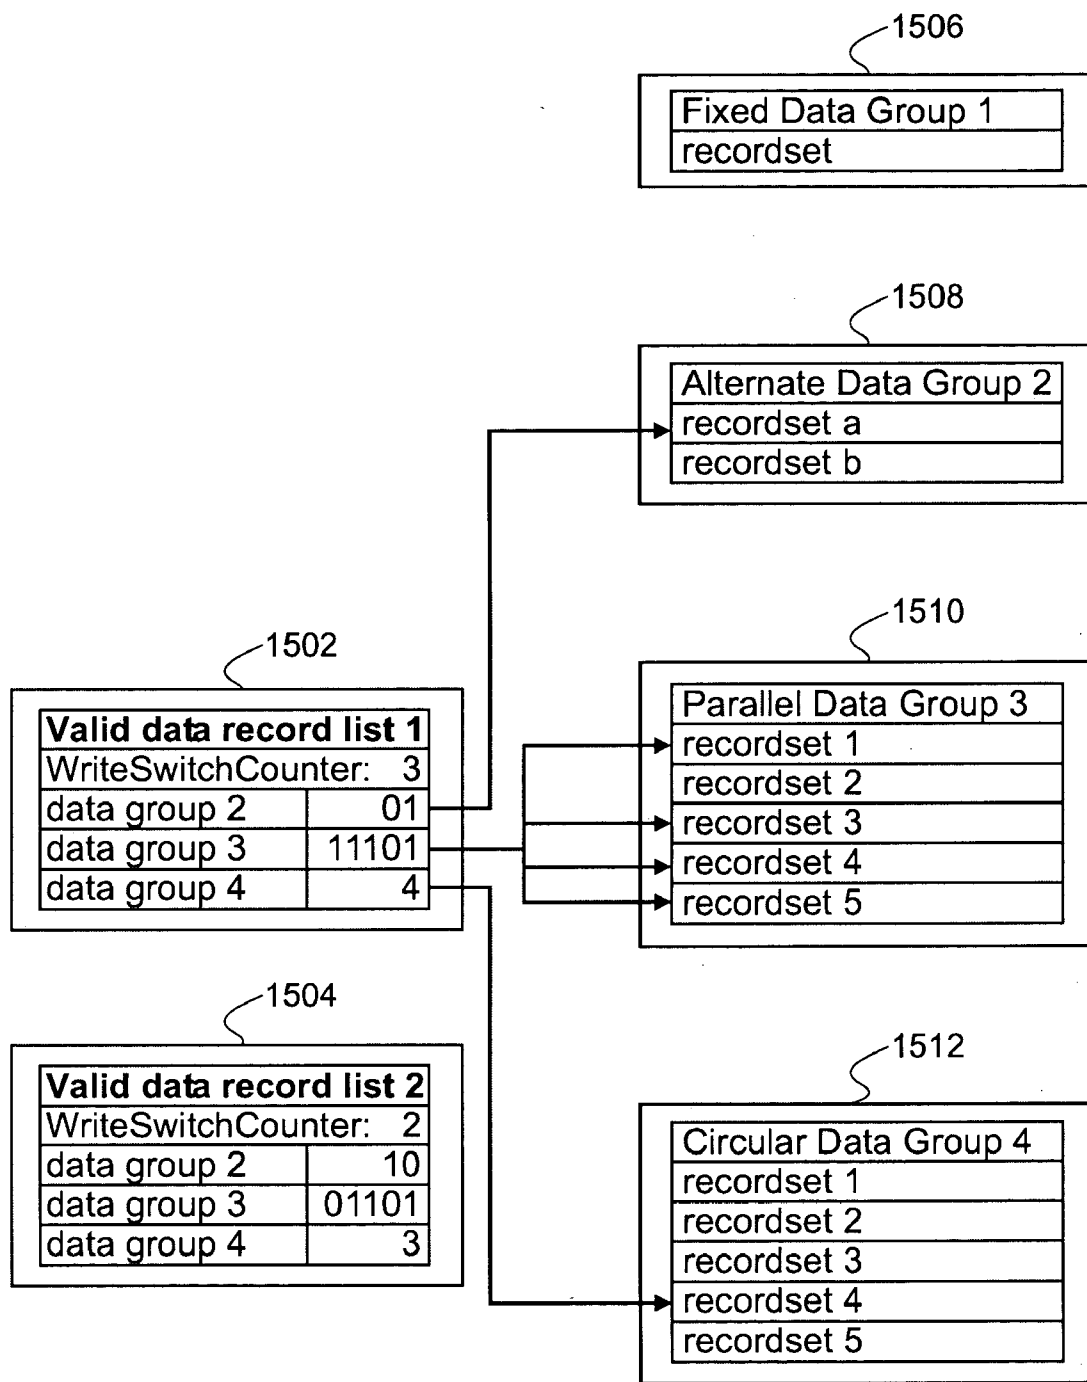 1506
Fixed Data Group 1
recordset
1508
Alternate Data Group 2
recordset a
recordset b
1502
Valid data record list 1
WriteSwitchCounter: 3
data group 2 01
data group 3 11101
data group 4 4
1510
Parallel Data Group 3
recordset 1
recordset 2
recordset 3
recordset 4
recordset 5
1504
Valid data record list 2
WriteSwitchCounter: 2
data group 2 10
data group 3 01101
data group 4 3
1512
Circular Data Group 4
recordset 1
recordset 2
recordset 3
recordset 4
recordset 5